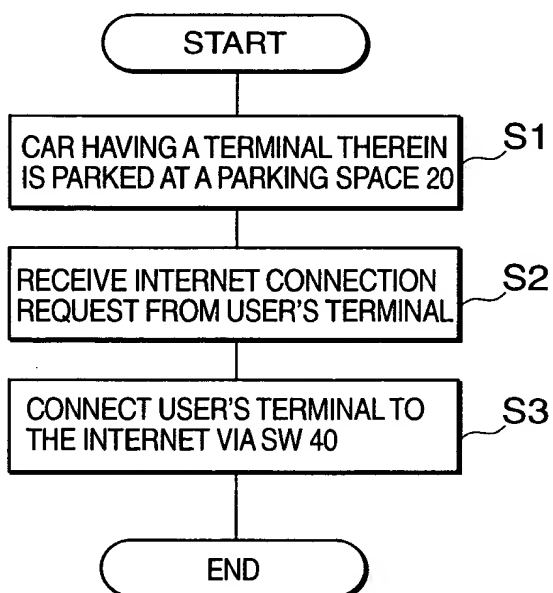 START
CAR HAVING A TERMINAL THEREIN
IS PARKED AT A PARKING SPACE 20
S1
RECEIVE INTERNET CONNECTION
REQUEST FROM USER'S TERMINAL
S2
CONNECT USER'S TERMINAL TO
THE INTERNET VIA SW 40
S3
END